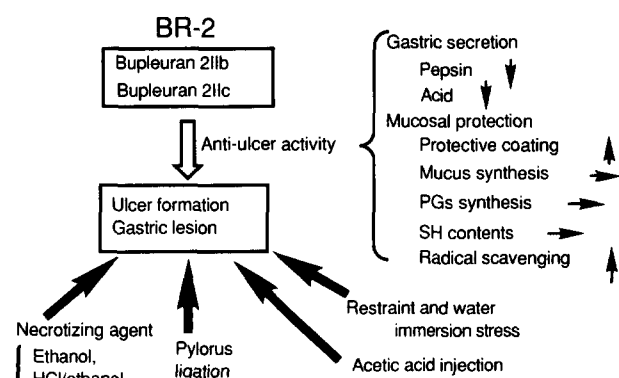 BR-2
Bupleuran 2IIb
Bupleuran 2IIc
Anti-ulcer activity
Ulcer formation
Gastric lesion
Gastric secretion
Pepsin
Acid
Mucosal protection
Protective coating
Mucus synthesis
PGs synthesis
SH contents
Radical scavenging
Necrotizing agent
Ethanol,
HCl/ethanol
Pylorus
ligation
Restraint and water
immersion stress
Acetic acid injection